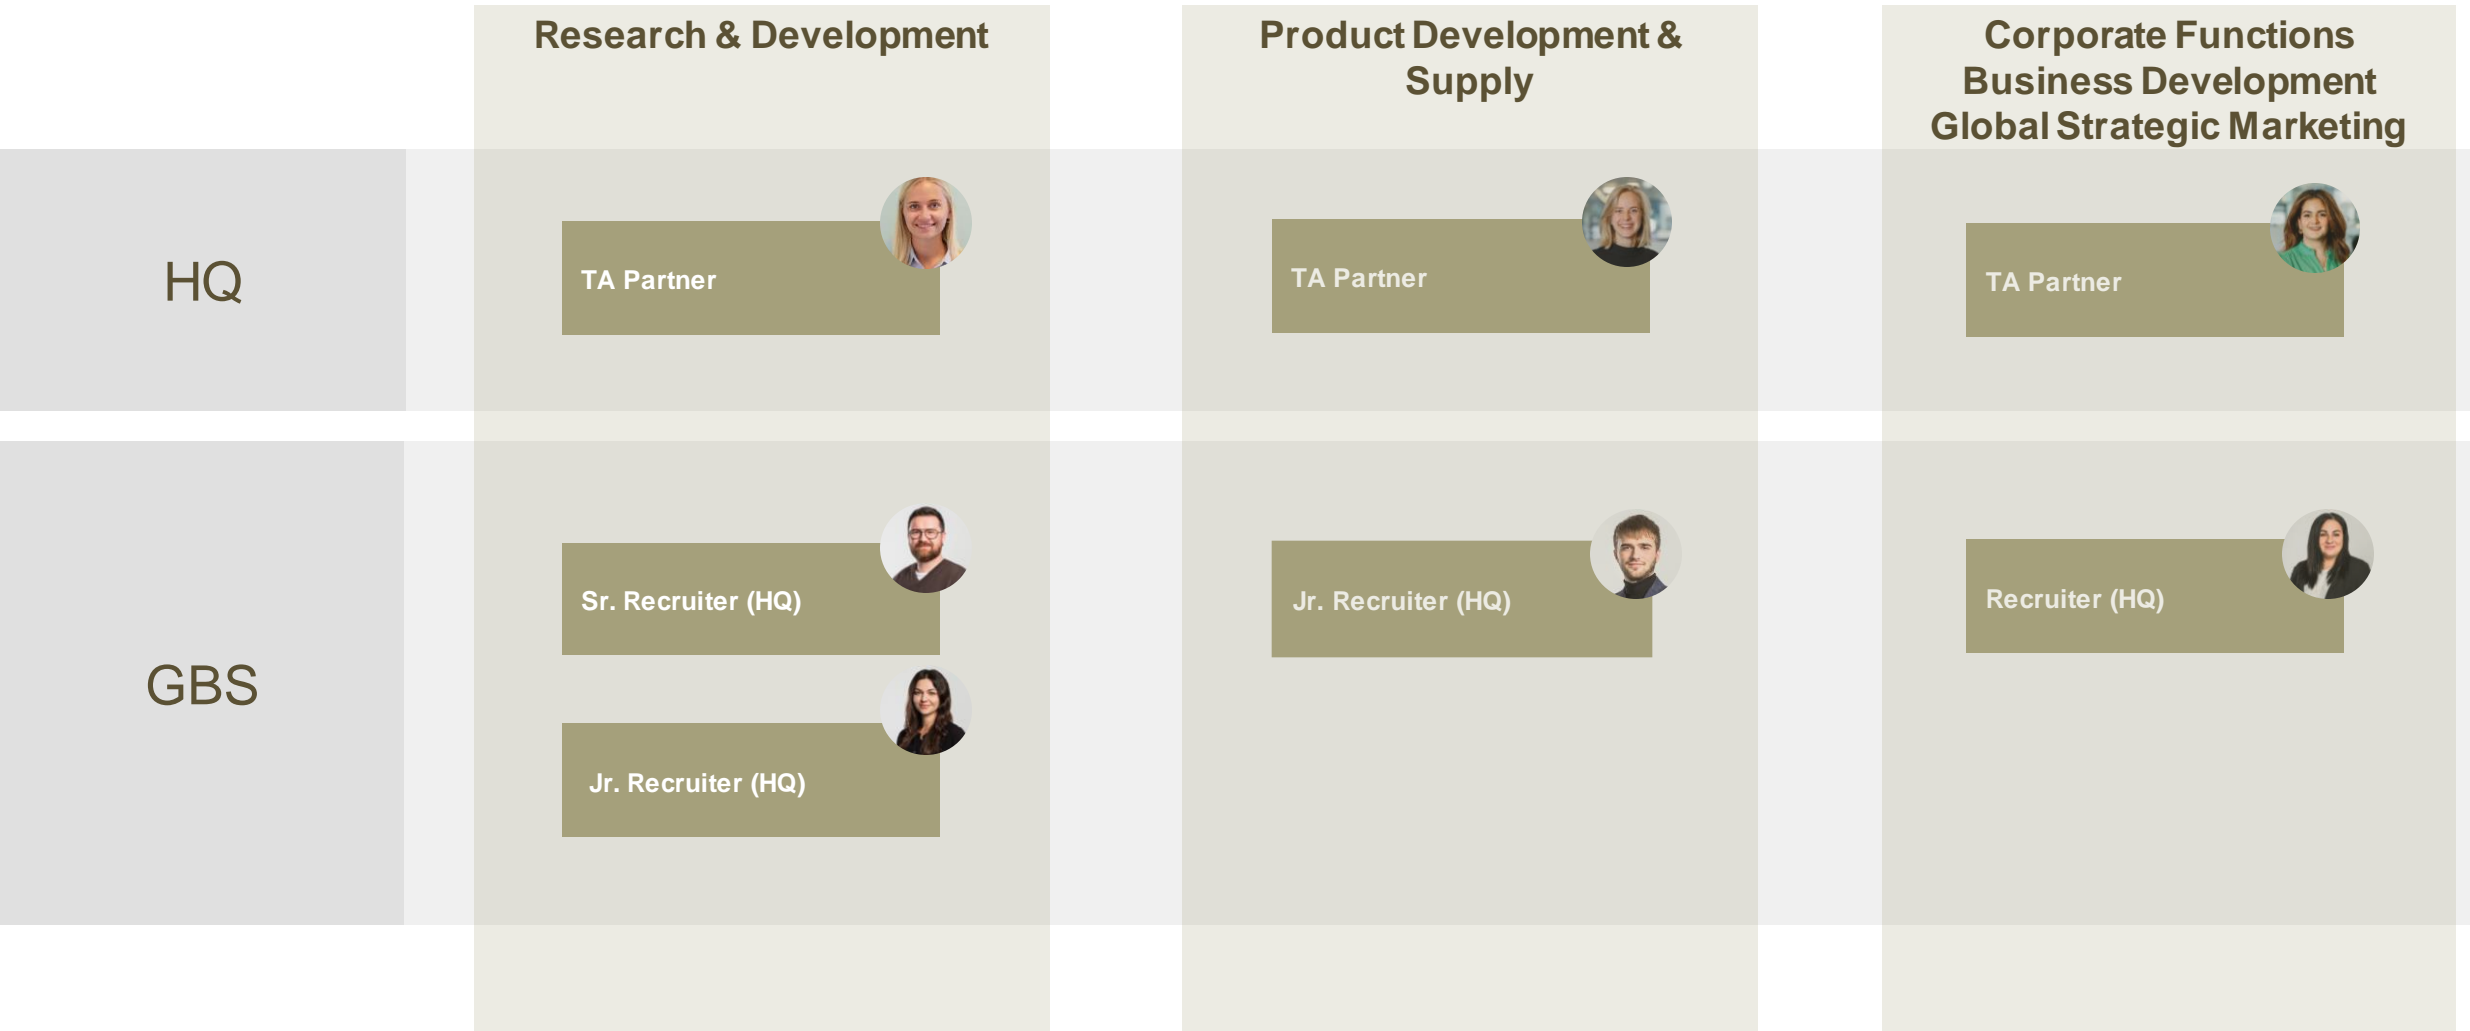 Research & Development
Product Development &
Supply
Corporate Functions
Business Development
Global Strategic Marketing
HQ
TA Partner
TA Partner
TA Partner
GBS
Sr. Recruiter (HQ)
Jr. Recruiter (HQ)
Recruiter (HQ)
Jr. Recruiter (HQ)